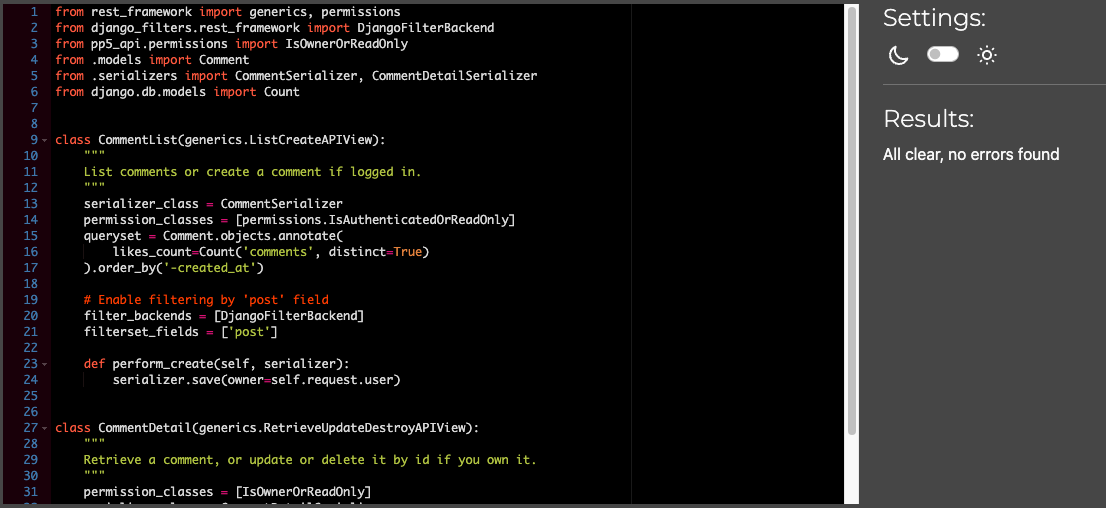 1 from rest_framework import generics, permissions
2 from django_filters.rest_framework import DjangoFilterBackend
3 from pp5_api.permissions import IsOwnerOrReadOnly
4 from .models import Comment
5 from .serializers import CommentSerializer, CommentDetailSerializer
6 from django.db.models import Count
7
8
9 class CommentList(generics.ListCreateAPIView):
10     """
11     List comments or create a comment if logged in.
12     """
13     serializer_class = CommentSerializer
14     permission_classes = [permissions.IsAuthenticatedOrReadOnly]
15     queryset = Comment.objects.annotate(
16         likes_count=Count('comments', distinct=True)
17     ).order_by('-created_at')
18
19     # Enable filtering by 'post' field
20     filter_backends = [DjangoFilterBackend]
21     filterset_fields = ['post']
22
23     def perform_create(self, serializer):
24         serializer.save(owner=self.request.user)
25
26
27 class CommentDetail(generics.RetrieveUpdateDestroyAPIView):
28     """
29     Retrieve a comment, or update or delete it by id if you own it.
30     """
31     permission_classes = [IsOwnerOrReadOnly]
Settings:
Results:
All clear, no errors found